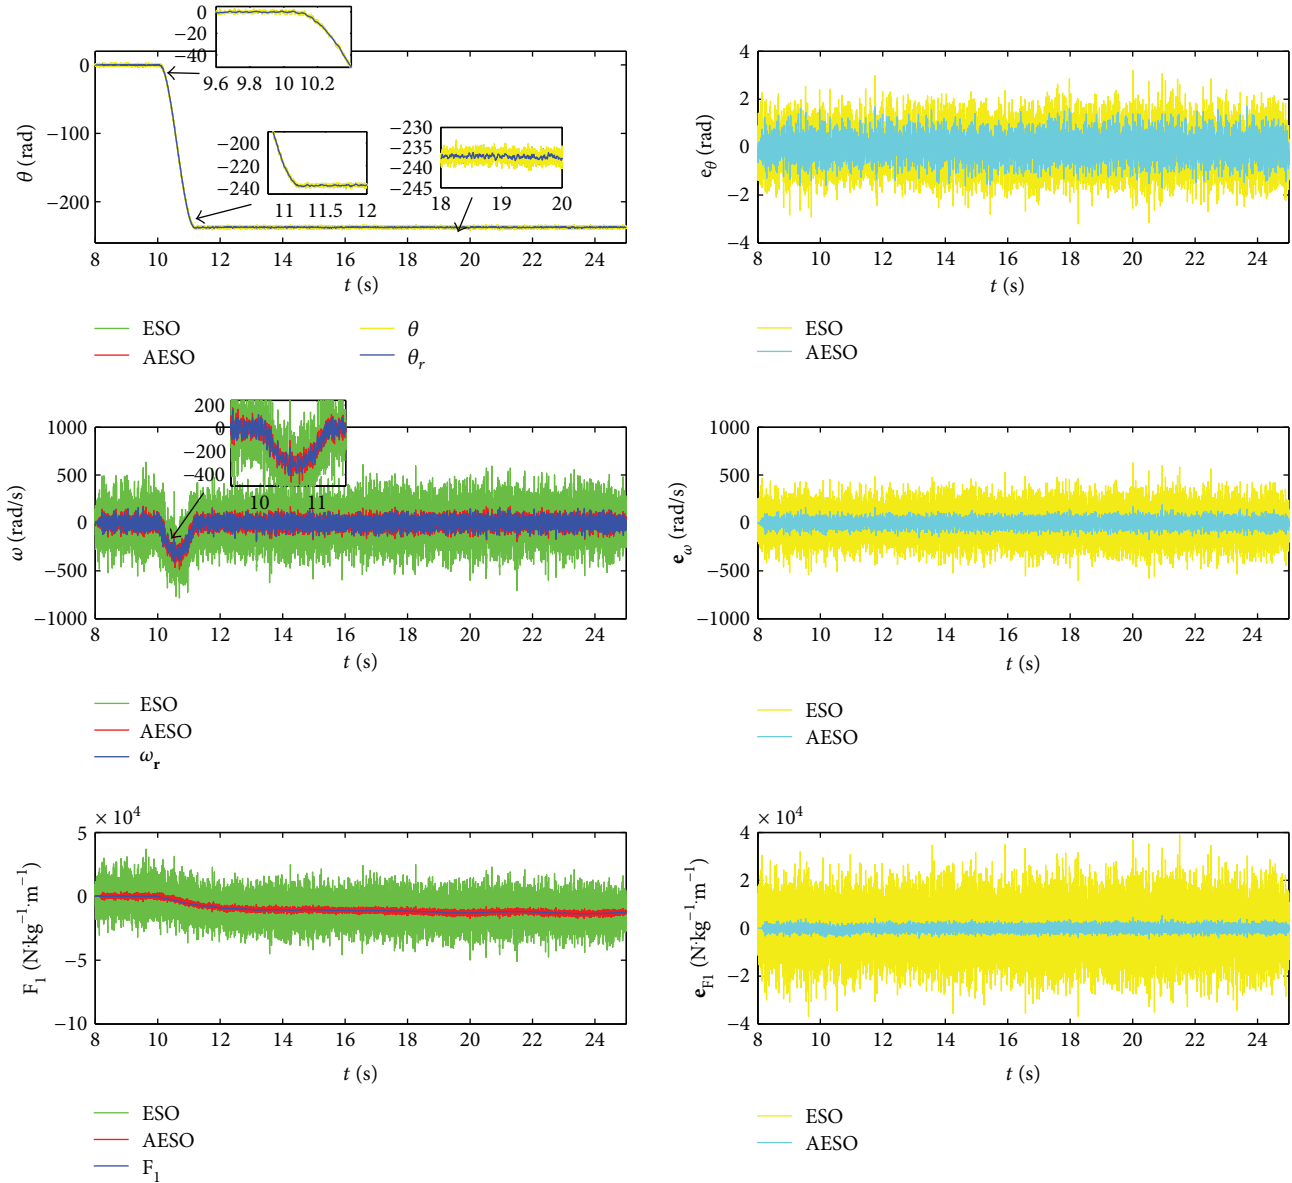 0
−20
−40
9.6 9.8 10 10.2
0
−100
−200
θ (rad)
−200
−220
−240
11 11.5 12
−230
−235
−240
−245
18 19 20
8 10 12 14 16 18 20 22 24
t (s)
ESO
AESO
θ
θr
4
2
0
−2
−4
eθ (rad)
8 10 12 14 16 18 20 22 24
t (s)
ESO
AESO
1000
500
0
−500
−1000
ω (rad/s)
200
0
−200
−400
10 11
8 10 12 14 16 18 20 22 24
t (s)
ESO
AESO
ωr
1000
500
0
−500
−1000
eω (rad/s)
8 10 12 14 16 18 20 22 24
t (s)
ESO
AESO
× 10⁴
5
0
−5
−10
F₁ (N·kg⁻¹·m⁻¹)
8 10 12 14 16 18 20 22 24
t (s)
ESO
AESO
F₁
× 10⁴
4
2
0
−2
−4
eF1 (N·kg⁻¹·m⁻¹)
8 10 12 14 16 18 20 22 24
t (s)
ESO
AESO